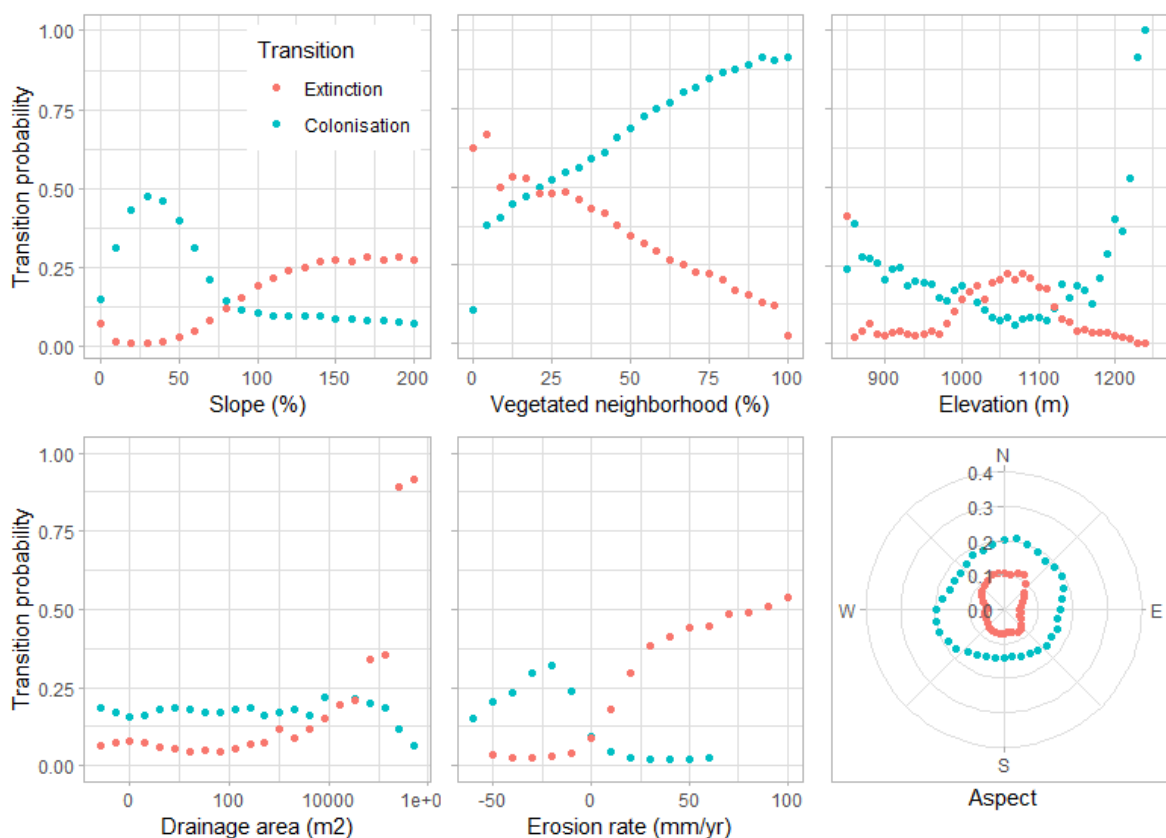 Transition probability
1.00
0.75
0.50
0.25
0.00
Transition
Extinction
Colonisation
0 50 100 150 200
Slope (%)
0 25 50 75 100
Vegetated neighborhood (%)
900 1000 1100 1200
Elevation (m)
Transition probability
1.00
0.75
0.50
0.25
0.00
0 100 10000 1e+0
Drainage area (m2)
-50 0 50 100
Erosion rate (mm/yr)
N
0.4
0.3
0.2
0.1
W 0.0 E
S
Aspect